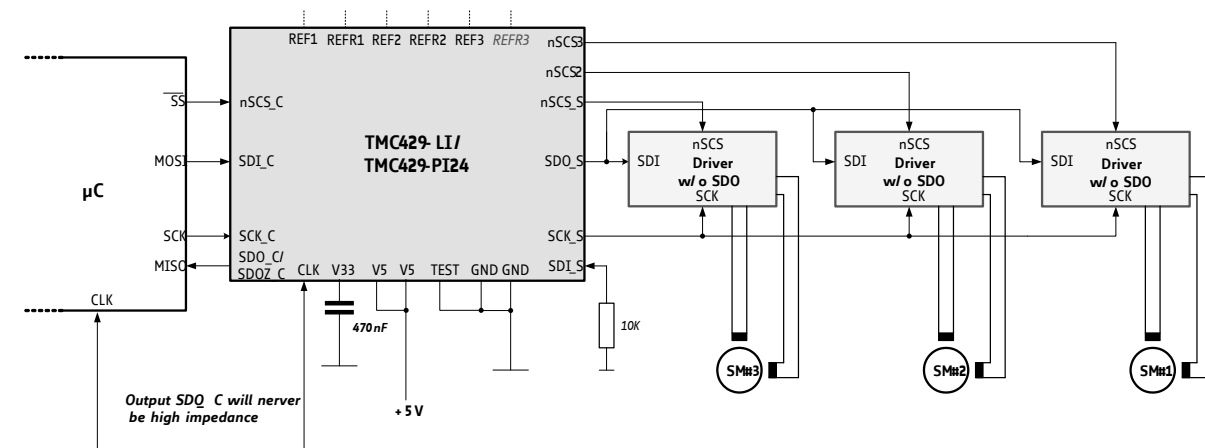 REF1 REFR1 REF2 REFR2 REF3 REFR3
nSCS3
nSCS2
SS nSCS_C nSCS_S
TMC429-LI/
TMC429-PI24
nSCS nSCS nSCS
MOSI SDI_C SDO_S SDI Driver SDI Driver SDI Driver
w/o SDO w/o SDO w/o SDO
µC
SCK SCK SCK
SCK SCK_C SCK_S
SDO_C/
MISO SDOZ_C CLK V33 V5 V5 TEST GND GND SDI_S
CLK
470nF 10K
SM#3 SM#2 SM#1
Output SDO_C will nerver
be high impedance
+5V